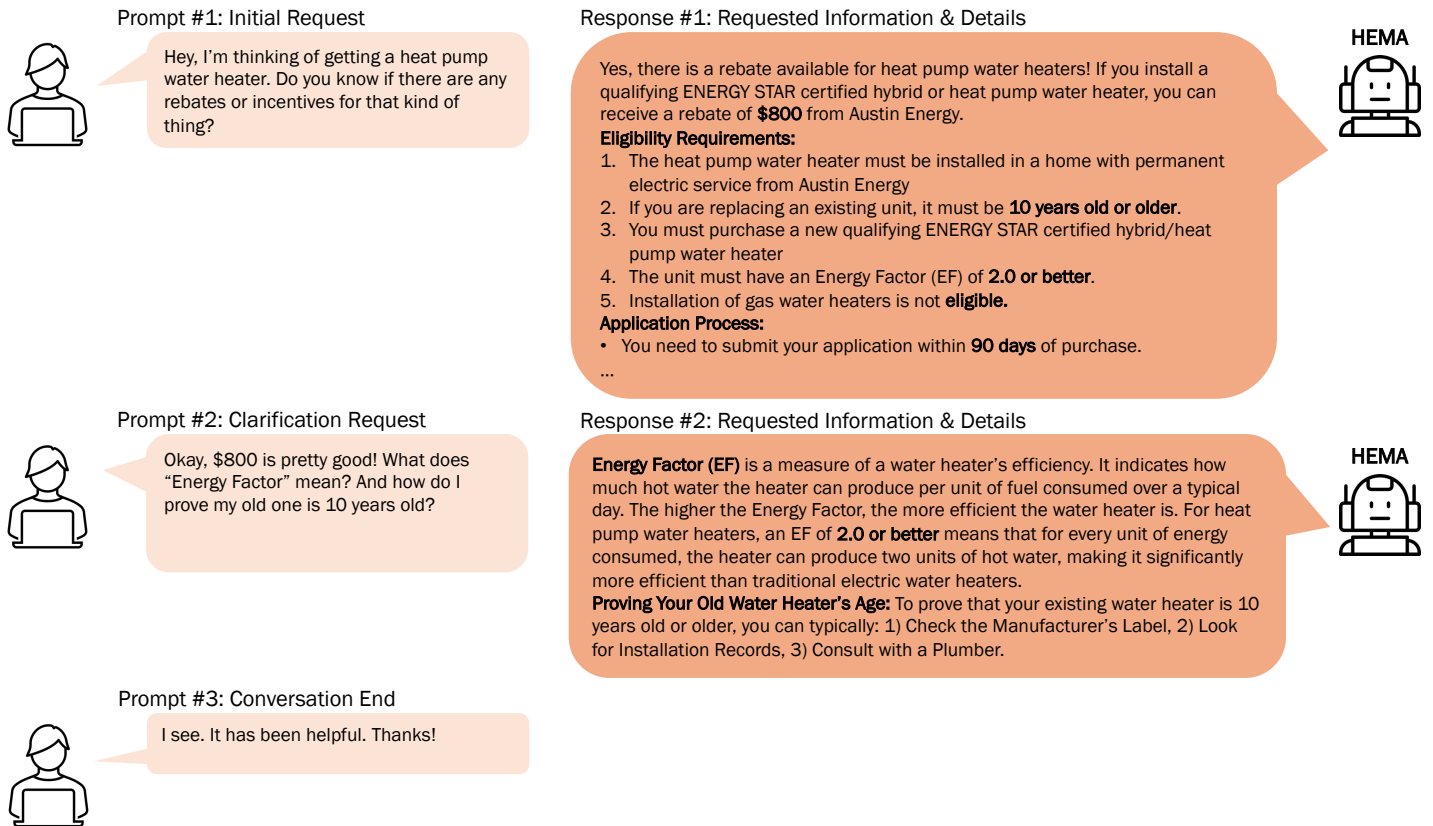 Prompt #1: Initial Request
Hey, I'm thinking of getting a heat pump
water heater. Do you know if there are any
rebates or incentives for that kind of
thing?
Response #1: Requested Information & Details
HEMA
Yes, there is a rebate available for heat pump water heaters! If you install a
qualifying ENERGY STAR certified hybrid or heat pump water heater, you can
receive a rebate of $800 from Austin Energy.
Eligibility Requirements:
1. The heat pump water heater must be installed in a home with permanent
electric service from Austin Energy
2. If you are replacing an existing unit, it must be 10 years old or older.
3. You must purchase a new qualifying ENERGY STAR certified hybrid/heat
pump water heater
4. The unit must have an Energy Factor (EF) of 2.0 or better.
5. Installation of gas water heaters is not eligible.
Application Process:
• You need to submit your application within 90 days of purchase.
...
Prompt #2: Clarification Request
Okay, $800 is pretty good! What does
“Energy Factor” mean? And how do I
prove my old one is 10 years old?
Response #2: Requested Information & Details
HEMA
Energy Factor (EF) is a measure of a water heater's efficiency. It indicates how
much hot water the heater can produce per unit of fuel consumed over a typical
day. The higher the Energy Factor, the more efficient the water heater is. For heat
pump water heaters, an EF of 2.0 or better means that for every unit of energy
consumed, the heater can produce two units of hot water, making it significantly
more efficient than traditional electric water heaters.
Proving Your Old Water Heater's Age: To prove that your existing water heater is 10
years old or older, you can typically: 1) Check the Manufacturer's Label, 2) Look
for Installation Records, 3) Consult with a Plumber.
Prompt #3: Conversation End
I see. It has been helpful. Thanks!